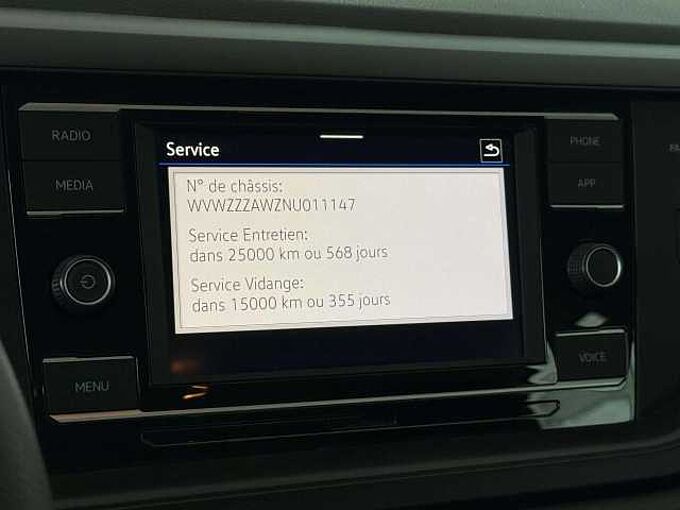 RADIO
MEDIA
MENU
Service
N° de châssis:
WVWZZZAWZNU011147
Service Entretien:
dans 25000 km ou 568 jours
Service Vidange:
dans 15000 km ou 355 jours
PHONE
APP
VOICE